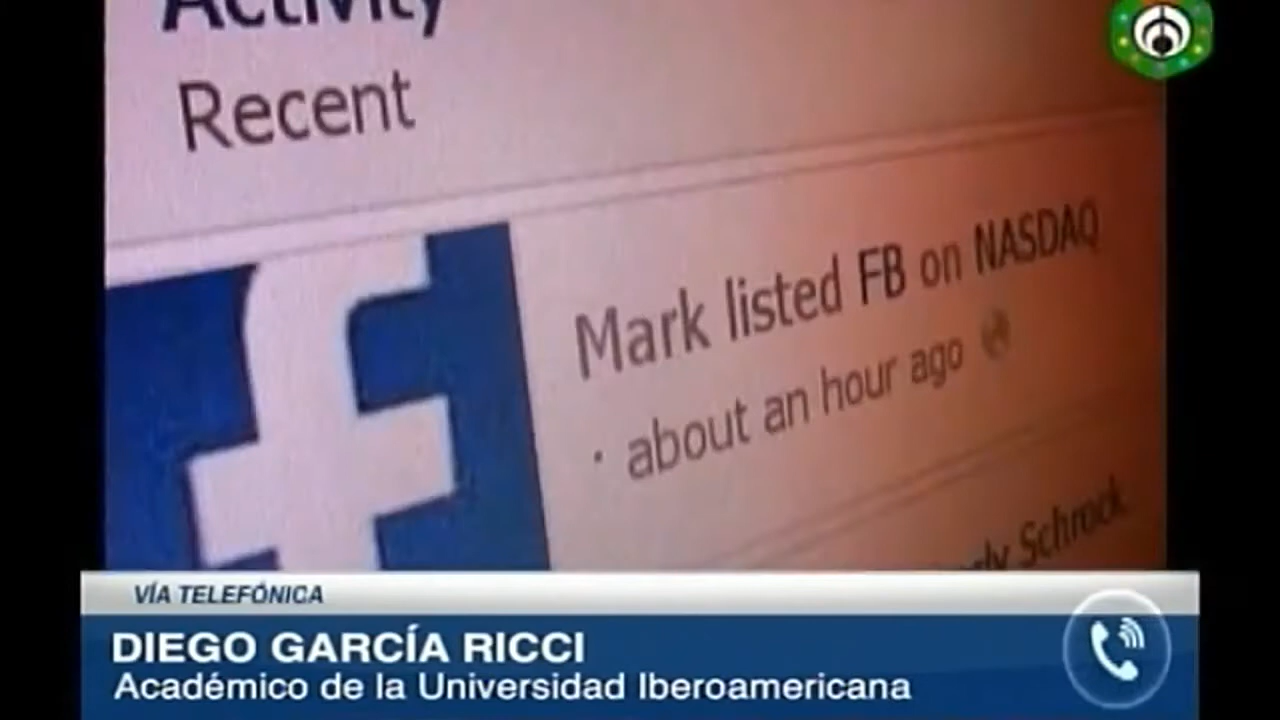 Activity
Recent
Mark listed FB on NASDAQ
· about an hour ago
Schrock
VÍA TELEFÓNICA
DIEGO GARCÍA RICCI
Académico de la Universidad Iberoamericana